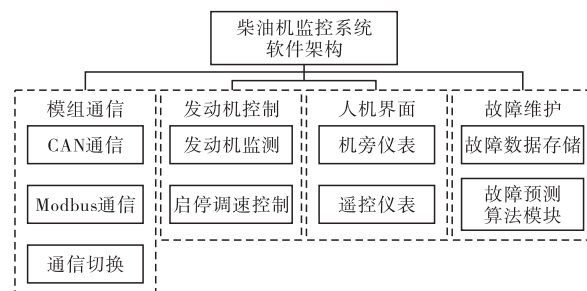 柴油机监控系统
软件架构
模组通信
CAN通信
Modbus通信
通信切换
发动机控制
发动机监测
启停调速控制
人机界面
机旁仪表
遥控仪表
故障维护
故障数据存储
故障预测
算法模块